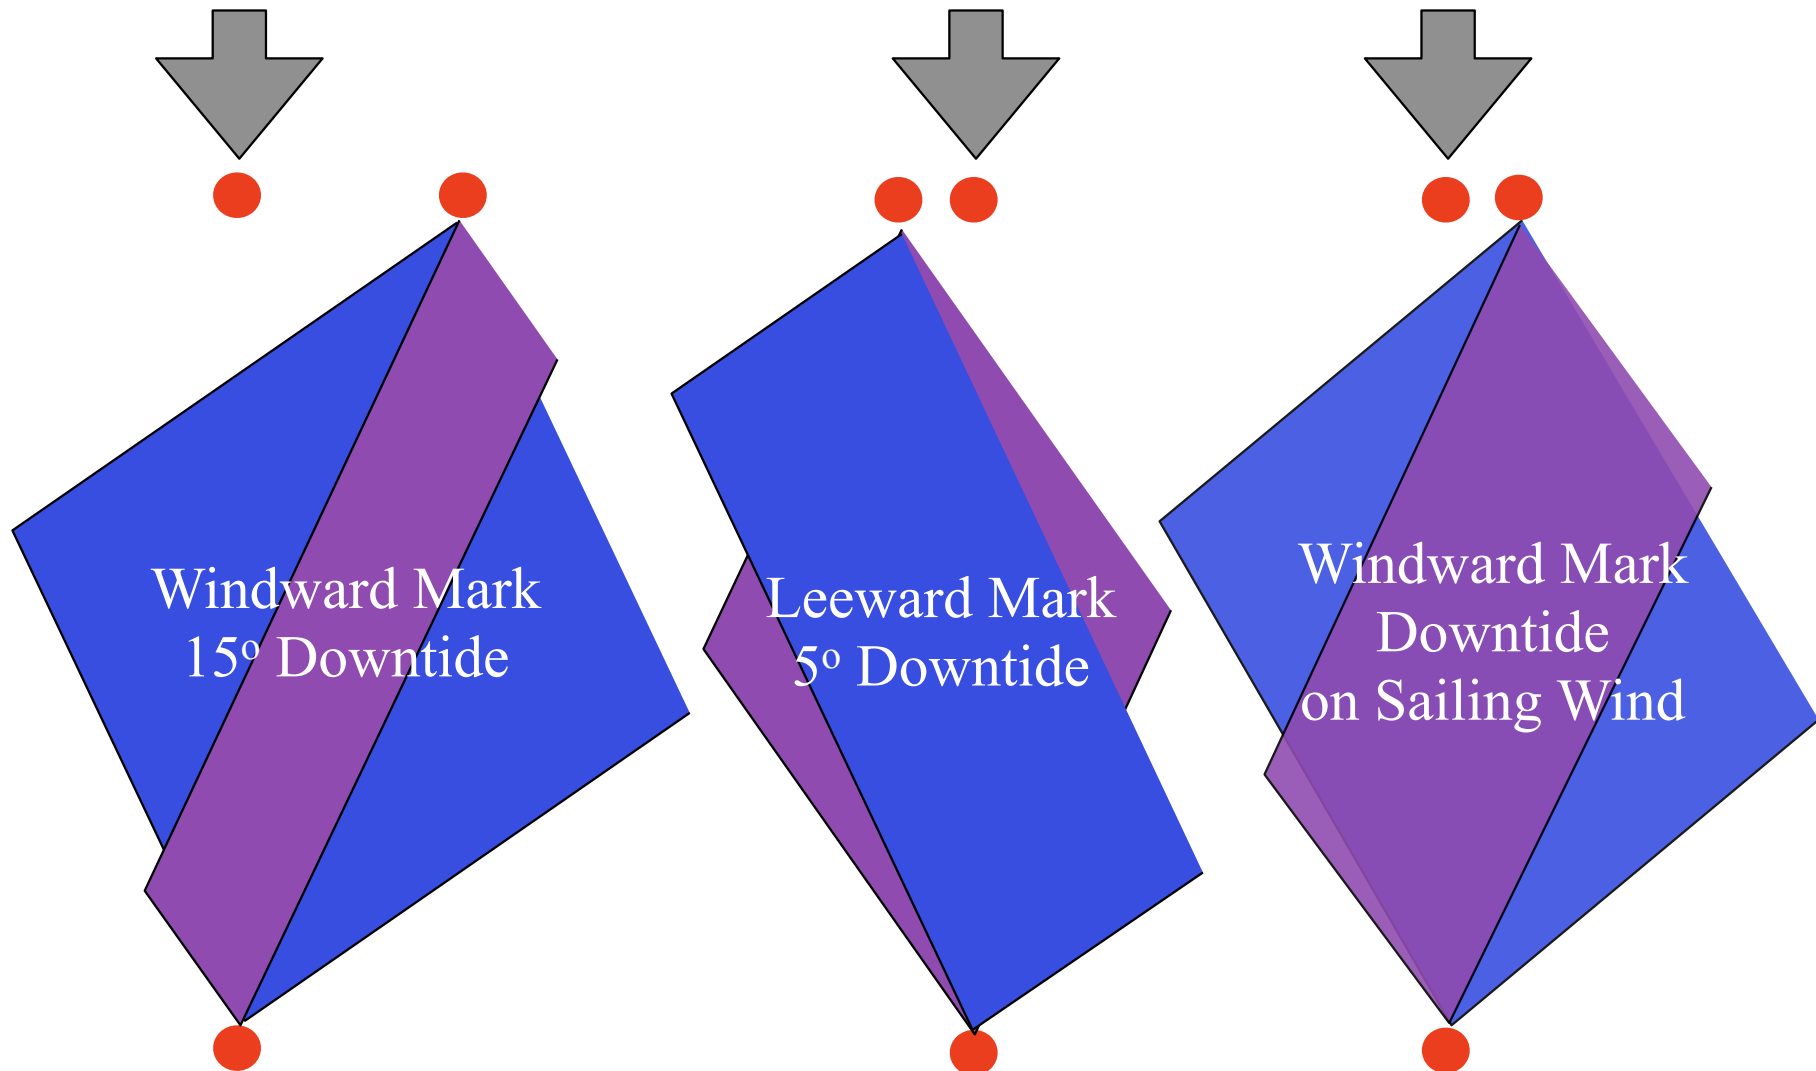 Windward Mark
15º Downtide
Leeward Mark
5º Downtide
Windward Mark
Downtide
on Sailing Wind